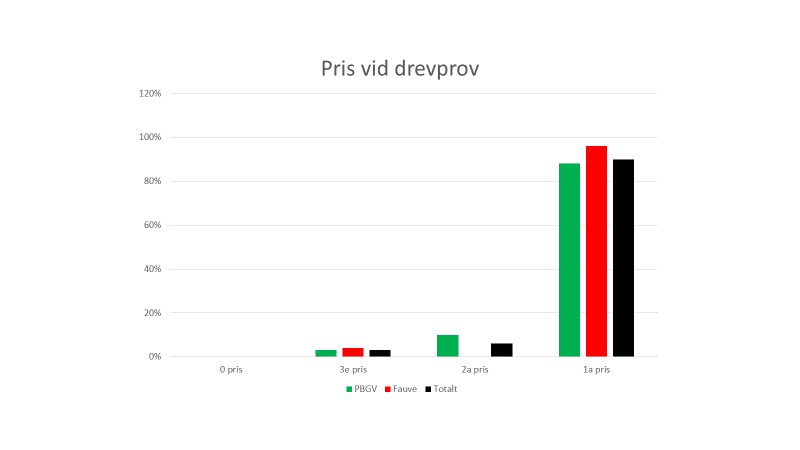 Pris vid drevprov
120%
100%
80%
60%
40%
20%
0%
0 pris 3e pris 2a pris 1a pris
PBGV Fauve Totalt